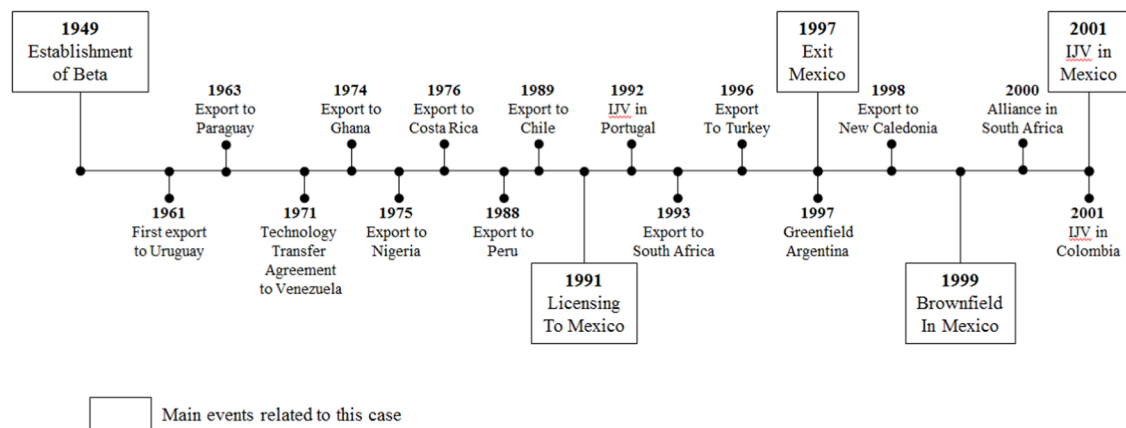 1949
Establishment
of Beta
1963
Export to
Paraguay
1974
Export to
Ghana
1976
Export to
Costa Rica
1989
Export to
Chile
1992
IJV in
Portugal
1996
Export
To Turkey
1997
Exit
Mexico
1998
Export to
New Caledonia
2000
Alliance in
South Africa
2001
IJV in
Mexico
1961
First export
to Uruguay
1971
Technology
Transfer
Agreement
to Venezuela
1975
Export to
Nigeria
1988
Export to
Peru
1991
Licensing
To Mexico
1993
Export to
South Africa
1997
Greenfield
Argentina
1999
Brownfield
In Mexico
2001
IJV in
Colombia
Main events related to this case